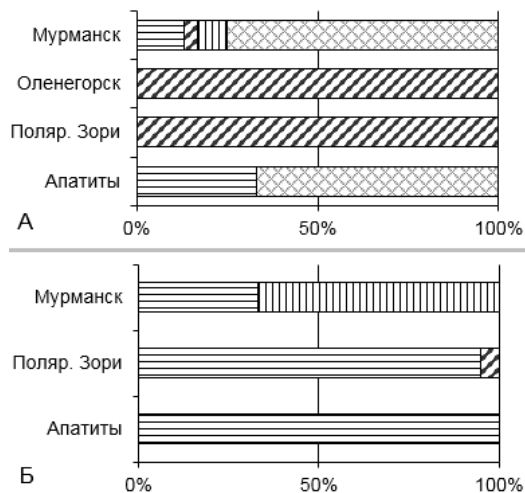 Мурманск
Оленегорск
Поляр. Зори
Апатиты
А
0% 50% 100%
Мурманск
Поляр. Зори
Апатиты
Б
0% 50% 100%